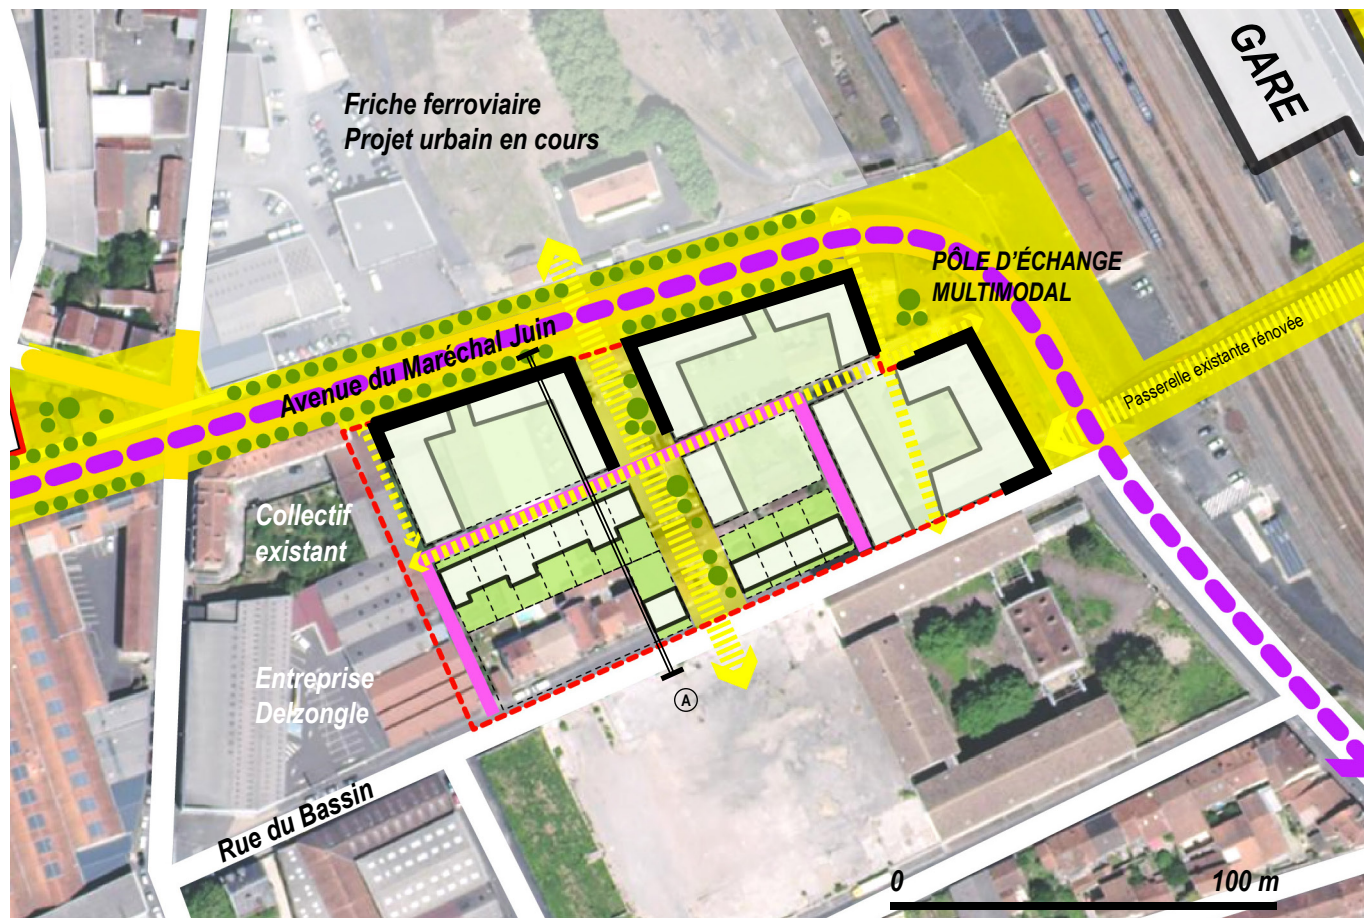 GARE
Friche ferroviaire
Projet urbain en cours
PÔLE D'ÉCHANGE
MULTIMODAL
Passerelle existante rénovée
Avenue du Maréchal Juin
Collectif
existant
Entreprise
Delzongle
A
Rue du Bassin
0 100 m